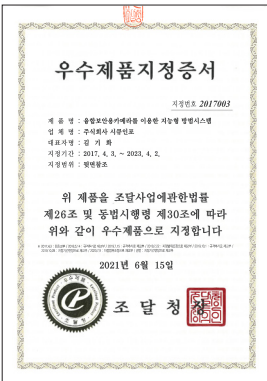 우수제품지정증서
지정번호 2017003
제 품 명 : 융합보안용카메라를 이용한 지능형 방범시스템
업 체 명 : 주식회사 시큐인포
대표자명 : 김 기 화
지정기간 : 2017. 4. 3. ~ 2023. 4. 2.
지정범위 : 뒷면참조
위 제품을 조달사업에관한법률
제26조 및 동법시행령 제30조에 따라
위와 같이 우수제품으로 지정합니다
2021년 6월 15일
조 달 청 장